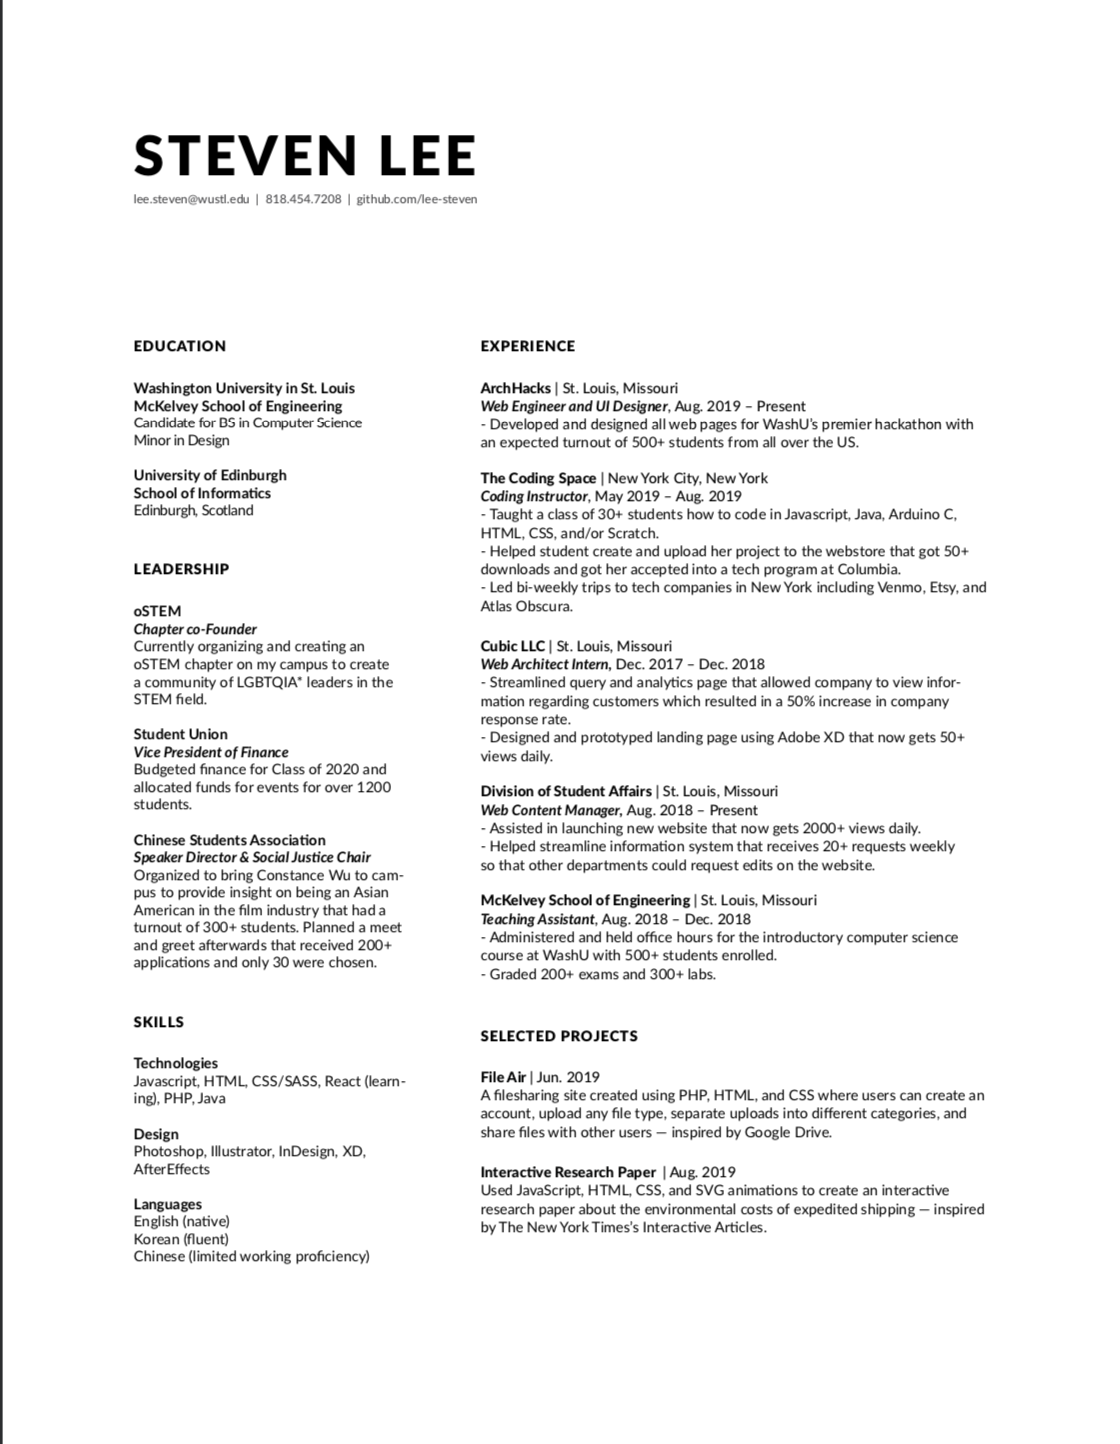 STEVEN LEE
lee.steven@wustl.edu | 818.454.7208 | github.com/lee-steven
EDUCATION
Washington University in St. Louis
McKelvey School of Engineering
Candidate for BS in Computer Science
Minor in Design
University of Edinburgh
School of Informatics
Edinburgh, Scotland
LEADERSHIP
oSTEM
Chapter co-Founder
Currently organizing and creating an
oSTEM chapter on my campus to create
a community of LGBTQIA* leaders in the
STEM field.
Student Union
Vice President of Finance
Budgeted finance for Class of 2020 and
allocated funds for events for over 1200
students.
Chinese Students Association
Speaker Director & Social Justice Chair
Organized to bring Constance Wu to cam-
pus to provide insight on being an Asian
American in the film industry that had a
turnout of 300+ students. Planned a meet
and greet afterwards that received 200+
applications and only 30 were chosen.
SKILLS
Technologies
Javascript, HTML, CSS/SASS, React (learn-
ing), PHP, Java
Design
Photoshop, Illustrator, InDesign, XD,
AfterEffects
Languages
English (native)
Korean (fluent)
Chinese (limited working proficiency)
EXPERIENCE
ArchHacks | St. Louis, Missouri
Web Engineer and UI Designer, Aug. 2019 – Present
- Developed and designed all web pages for WashU's premier hackathon with
an expected turnout of 500+ students from all over the US.
The Coding Space | New York City, New York
Coding Instructor, May 2019 – Aug. 2019
- Taught a class of 30+ students how to code in Javascript, Java, Arduino C,
HTML, CSS, and/or Scratch.
- Helped student create and upload her project to the webstore that got 50+
downloads and got her accepted into a tech program at Columbia.
- Led bi-weekly trips to tech companies in New York including Venmo, Etsy, and
Atlas Obscura.
Cubic LLC | St. Louis, Missouri
Web Architect Intern, Dec. 2017 – Dec. 2018
- Streamlined query and analytics page that allowed company to view infor-
mation regarding customers which resulted in a 50% increase in company
response rate.
- Designed and prototyped landing page using Adobe XD that now gets 50+
views daily.
Division of Student Affairs | St. Louis, Missouri
Web Content Manager, Aug. 2018 – Present
- Assisted in launching new website that now gets 2000+ views daily.
- Helped streamline information system that receives 20+ requests weekly
so that other departments could request edits on the website.
McKelvey School of Engineering | St. Louis, Missouri
Teaching Assistant, Aug. 2018 – Dec. 2018
- Administered and held office hours for the introductory computer science
course at WashU with 500+ students enrolled.
- Graded 200+ exams and 300+ labs.
SELECTED PROJECTS
File Air | Jun. 2019
A filesharing site created using PHP, HTML, and CSS where users can create an
account, upload any file type, separate uploads into different categories, and
share files with other users — inspired by Google Drive.
Interactive Research Paper | Aug. 2019
Used JavaScript, HTML, CSS, and SVG animations to create an interactive
research paper about the environmental costs of expedited shipping — inspired
by The New York Times's Interactive Articles.